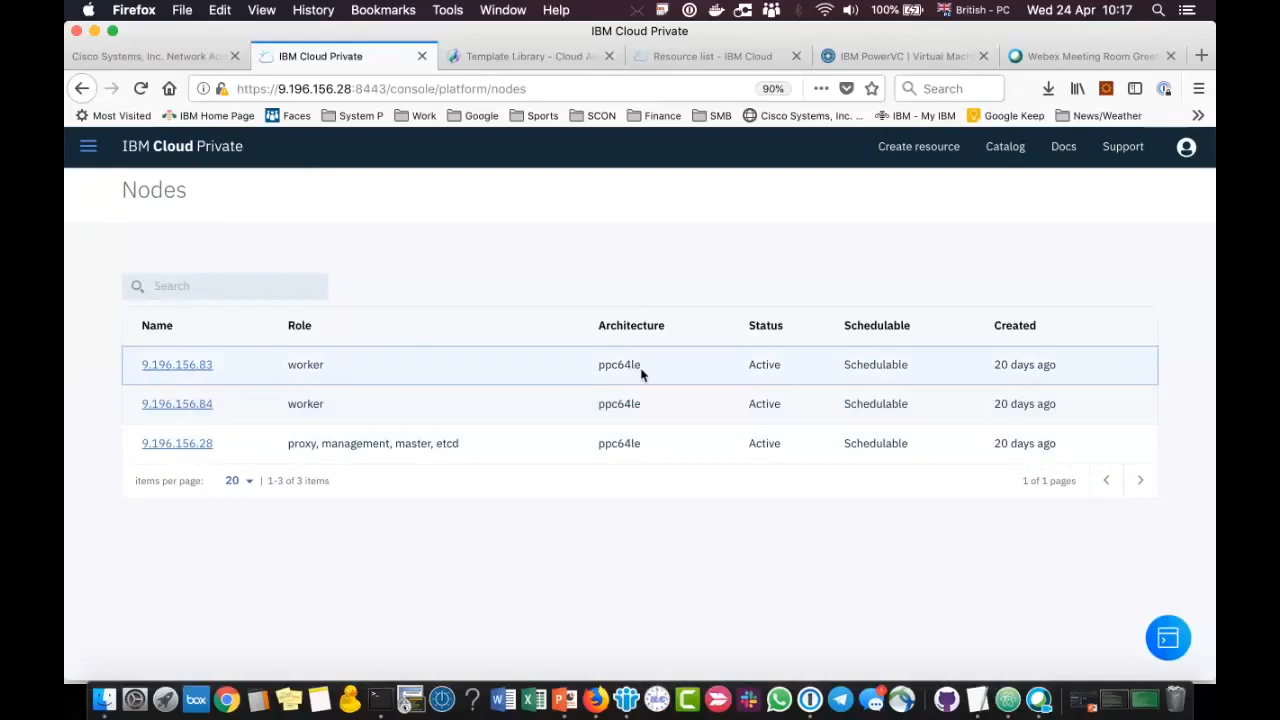 Firefox File Edit View History Bookmarks Tools Window Help 100% British - PC Wed 24 Apr 10:17
IBM Cloud Private
Cisco Systems, Inc. Network Ac IBM Cloud Private Template Library - Cloud A Resource list - IBM Cloud IBM PowerVC | Virtual Mach Webex Meeting Room Gree
https://9.196.156.28:8443/console/platform/nodes 90% Search
Most Visited IBM Home Page Faces System P Work Google Sports SCON Finance SMB Cisco Systems, Inc. ... IBM - My IBM Google Keep News/Weather
IBM Cloud Private Create resource Catalog Docs Support
Nodes
Search
Name Role Architecture Status Schedulable Created
9.196.156.83 worker ppc64le Active Schedulable 20 days ago
9.196.156.84 worker ppc64le Active Schedulable 20 days ago
9.196.156.28 proxy, management, master, etcd ppc64le Active Schedulable 20 days ago
items per page: 20 | 1-3 of 3 items 1 of 1 pages
box